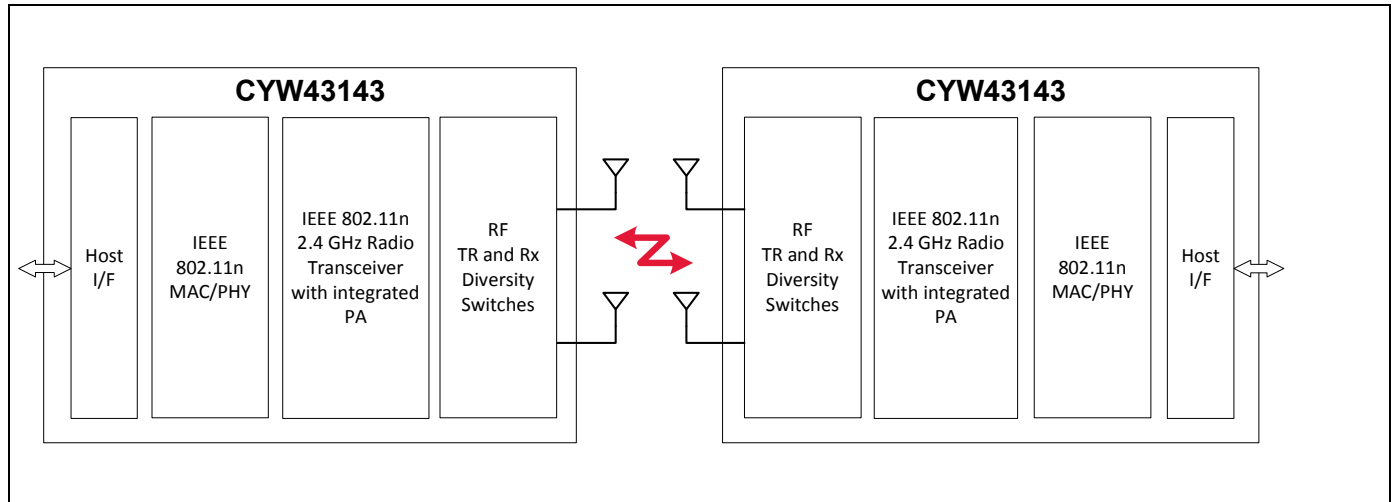 CYW43143
Host
I/F
IEEE
802.11n
MAC/PHY
IEEE 802.11n
2.4 GHz Radio
Transceiver
with integrated
PA
RF
TR and Rx
Diversity
Switches
CYW43143
RF
TR and Rx
Diversity
Switches
IEEE 802.11n
2.4 GHz Radio
Transceiver
with integrated
PA
IEEE
802.11n
MAC/PHY
Host
I/F